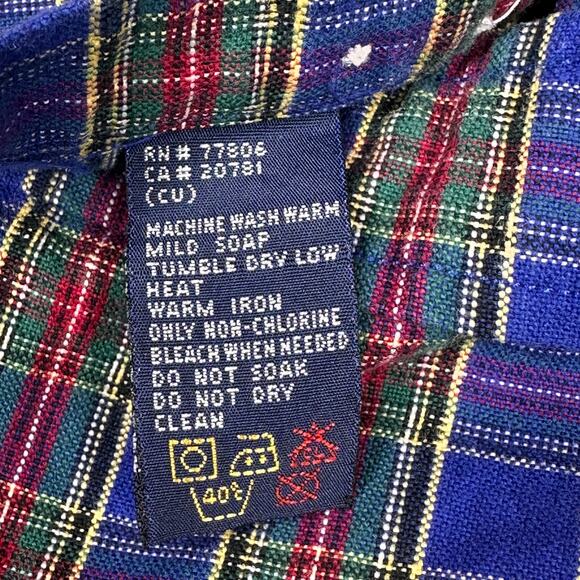 RN # 77806
CA # 20781
(CU)
MACHINE WASH WARM
MILD SOAP
TUMBLE DRY LOW
HEAT
WARM IRON
ONLY NON-CHLORINE
BLEACH WHEN NEEDED
DO NOT SOAK
DO NOT DRY
CLEAN
40℃